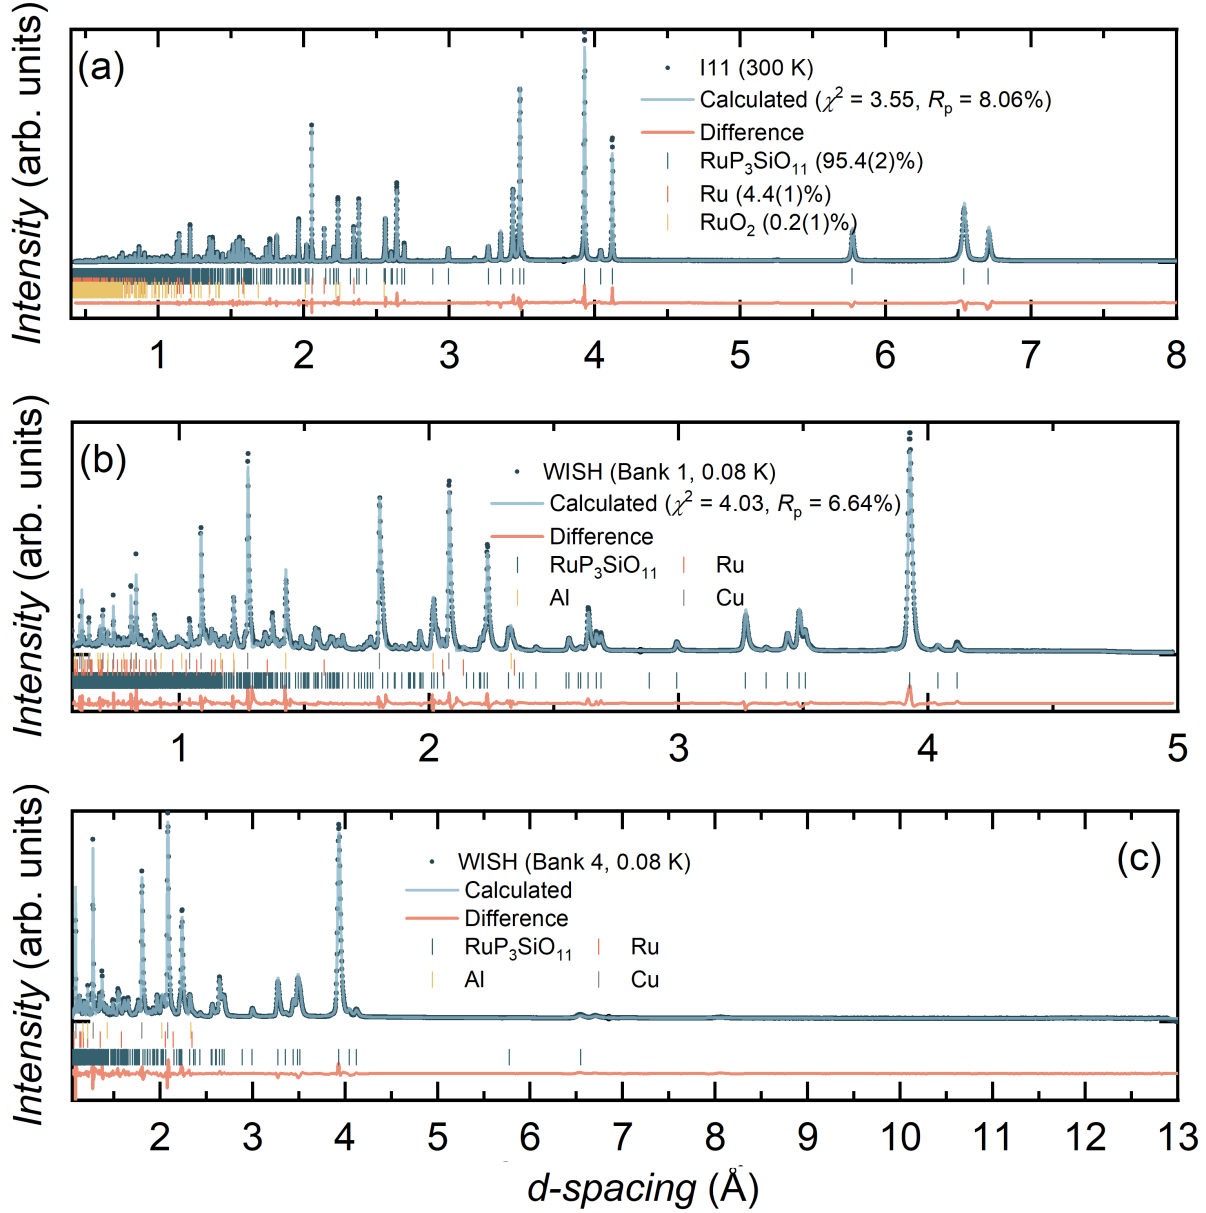 (a)
Intensity (arb. units)
I11 (300 K)
Calculated (χ² = 3.55, Rₚ = 8.06%)
Difference
RuP₃SiO₁₁ (95.4(2)%)
Ru (4.4(1)%)
RuO₂ (0.2(1)%)
1 2 3 4 5 6 7 8
(b)
Intensity (arb. units)
WISH (Bank 1, 0.08 K)
Calculated (χ² = 4.03, Rₚ = 6.64%)
Difference
RuP₃SiO₁₁ Ru
Al Cu
1 2 3 4 5
(c)
Intensity (arb. units)
WISH (Bank 4, 0.08 K)
Calculated
Difference
RuP₃SiO₁₁ Ru
Al Cu
2 3 4 5 6 7 8 9 10 11 12 13
d-spacing (Å)